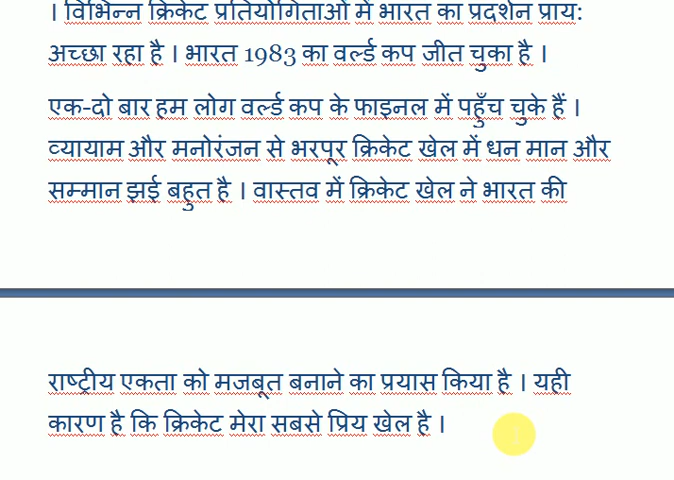 । विभिन्न क्रिकेट प्रतियोगिताओं में भारत का प्रदर्शन प्राय:
अच्छा रहा है । भारत 1983 का वर्ल्ड कप जीत चुका है ।
एक-दो बार हम लोग वर्ल्ड कप के फाइनल में पहुँच चुके हैं ।
व्यायाम और मनोरंजन से भरपूर क्रिकेट खेल में धन मान और
सम्मान झई बहुत है । वास्तव में क्रिकेट खेल ने भारत की
राष्ट्रीय एकता को मजबूत बनाने का प्रयास किया है । यही
कारण है कि क्रिकेट मेरा सबसे प्रिय खेल है ।